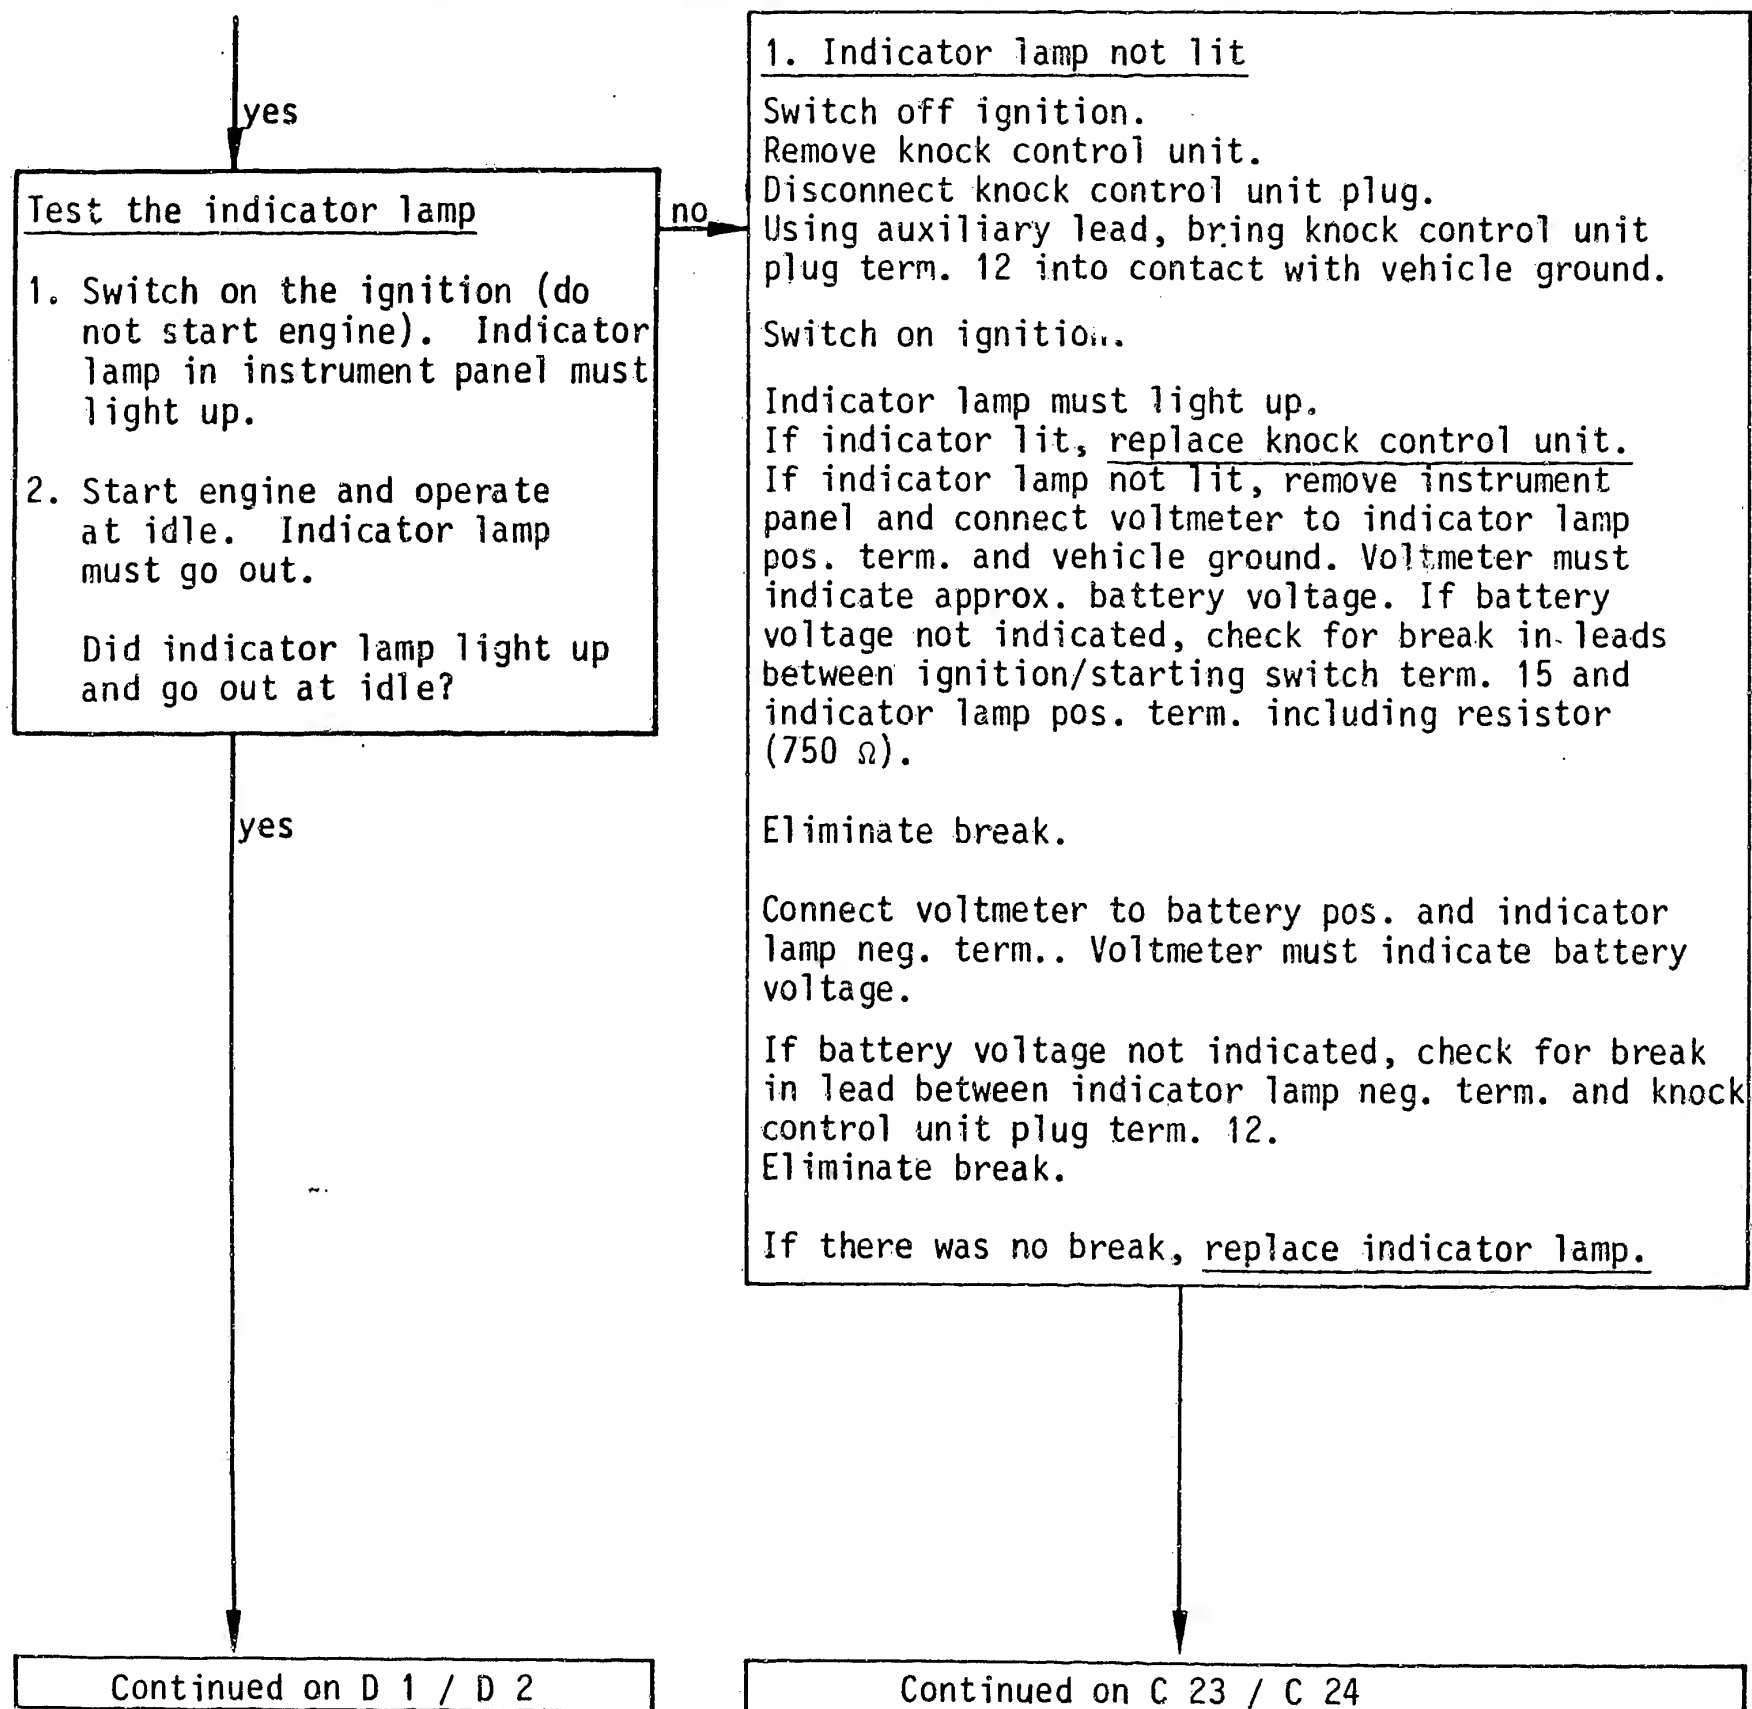 yes
Test the indicator lamp
1. Switch on the ignition (do
not start engine). Indicator
lamp in instrument panel must
light up.
2. Start engine and operate
at idle. Indicator lamp
must go out.
Did indicator lamp light up
and go out at idle?
no
yes
1. Indicator lamp not lit
Switch off ignition.
Remove knock control unit.
Disconnect knock control unit plug.
Using auxiliary lead, bring knock control unit
plug term. 12 into contact with vehicle ground.
Switch on ignition.
Indicator lamp must light up.
If indicator lit, replace knock control unit.
If indicator lamp not lit, remove instrument
panel and connect voltmeter to indicator lamp
pos. term. and vehicle ground. Voltmeter must
indicate approx. battery voltage. If battery
voltage not indicated, check for break in leads
between ignition/starting switch term. 15 and
indicator lamp pos. term. including resistor
(750 Ω).
Eliminate break.
Connect voltmeter to battery pos. and indicator
lamp neg. term.. Voltmeter must indicate battery
voltage.
If battery voltage not indicated, check for break
in lead between indicator lamp neg. term. and knock
control unit plug term. 12.
Eliminate break.
If there was no break, replace indicator lamp.
Continued on D 1 / D 2
Continued on C 23 / C 24